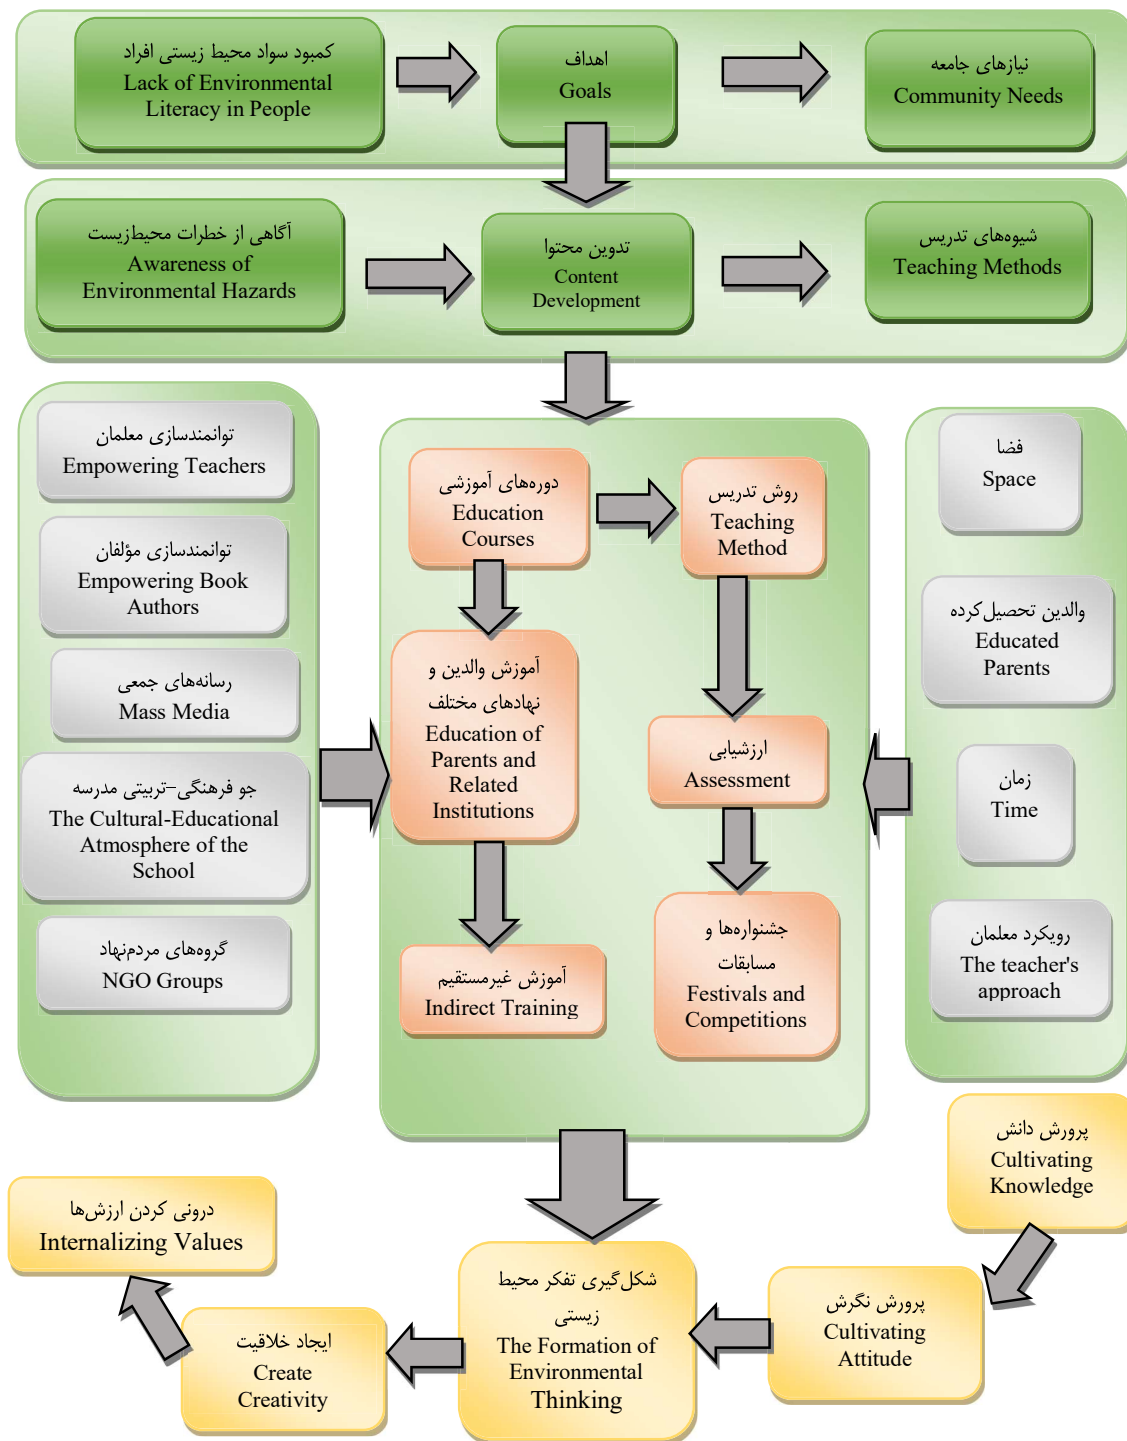 کمبود سواد محیط زیستی افراد
Lack of Environmental
Literacy in People
اهداف
Goals
نیازهای جامعه
Community Needs
آگاهی از خطرات محیط‌زیست
Awareness of
Environmental Hazards
تدوین محتوا
Content
Development
شیوه‌های تدریس
Teaching Methods
توانمندسازی معلمان
Empowering Teachers
توانمندسازی مؤلفان
Empowering Book
Authors
رسانه‌های جمعی
Mass Media
جو فرهنگی–تربیتی مدرسه
The Cultural-Educational
Atmosphere of the
School
گروه‌های مردم‌نهاد
NGO Groups
دوره‌های آموزشی
Education
Courses
روش تدریس
Teaching
Method
آموزش والدین و
نهادهای مختلف
Education of
Parents and
Related
Institutions
ارزشیابی
Assessment
آموزش غیرمستقیم
Indirect Training
جشنواره‌ها و
مسابقات
Festivals and
Competitions
فضا
Space
والدین تحصیل‌کرده
Educated
Parents
زمان
Time
رویکرد معلمان
The teacher's
approach
پرورش دانش
Cultivating
Knowledge
پرورش نگرش
Cultivating
Attitude
شکل‌گیری تفکر محیط
زیستی
The Formation of
Environmental
Thinking
ایجاد خلاقیت
Create
Creativity
درونی کردن ارزش‌ها
Internalizing Values